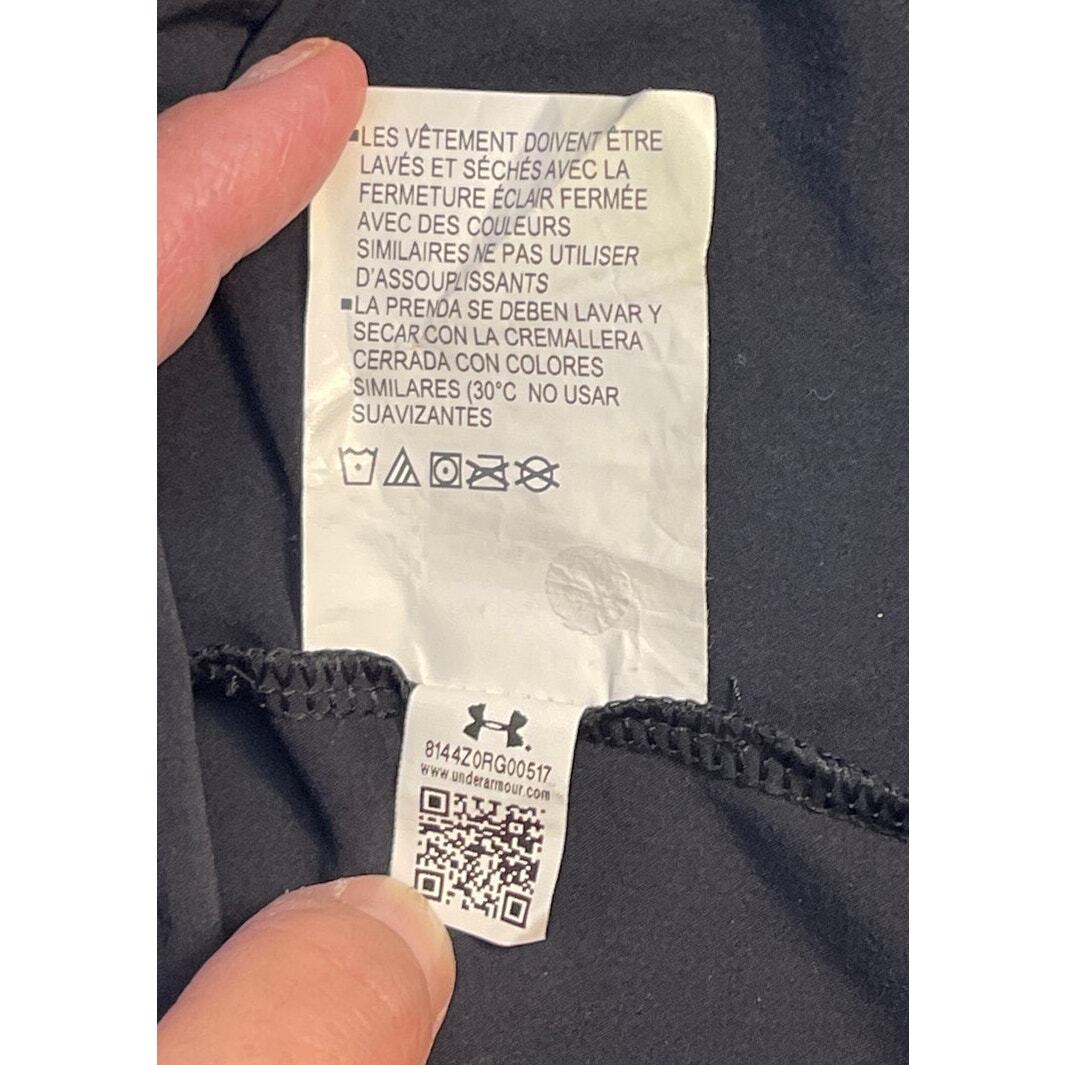 ▪LES VÊTEMENT DOIVENT ÊTRE
LAVÉS ET SÉCHÉS AVEC LA
FERMETURE ÉCLAIR FERMÉE
AVEC DES COULEURS
SIMILAIRES NE PAS UTILISER
D'ASSOUPLISSANTS
▪LA PRENDA SE DEBEN LAVAR Y
SECAR CON LA CREMALLERA
CERRADA CON COLORES
SIMILARES (30°C NO USAR
SUAVIZANTES
8144Z0RG00517
www.underarmour.com